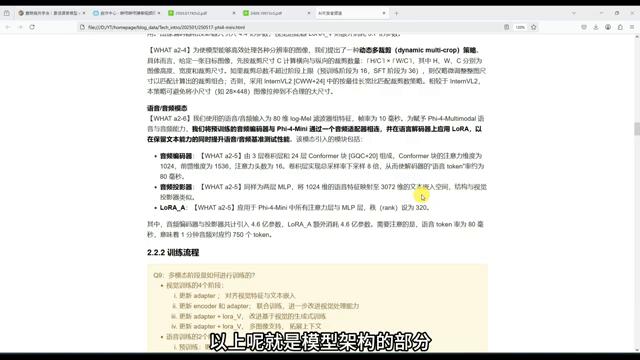 file:///D:/YT/technology_blog/data/Tech_intro/20250102/250517-ptx4-mini.html
120%
【WHAT a2-4】为使模型能够高效处理各种分辨率的图像，我们提出了一种动态多裁剪（dynamic multi-crop）策略。
具体而言，给定一张目标图像，先按裁剪尺寸 C 计算横向与纵向的裁剪数量：⌈H/C⌉ × ⌈W/C⌉，其中 H、W、C 分别为
图像高度、宽度和裁剪尺寸。如果裁剪总数不超过阶段上限（预训练阶段为 16，SFT 阶段为 36），则仅略微调整整图尺
寸以匹配计算出的裁剪组合；否则，采用 InternVL2 [CWW+24] 中的按最佳长宽比匹配裁剪数策略。相较于 InternVL2，
本策略可避免将小尺寸（如 28×448）图像拉伸到不合理的大尺寸。
语音/音频模态
【WHAT a2-6】我们使用的语音/音频输入为 80 维 log-Mel 滤波器组特征，帧率为 10 毫秒。为赋予 Phi-4-Multimodal 语
音与音频能力，我们将预训练的音频编码器与 Phi-4-Mini 通过一个音频适配器相连，并在语言解码器上应用 LoRA，以
在保留文本能力的同时提升语音/音频基准测试性能。该模态引入的模块包括：
• 音频编码器：【WHAT a2-5】由 3 层卷积层和 24 层 Conformer 块 [GQC+20] 组成。Conformer 块的注意力维度为
1024，前馈维度为 1536，注意力头数为 16。卷积层实现总采样率下采样 8 倍，从而使解码器的“语音 token”率约为
80 毫秒。
• 音频投影器：【WHAT a2-5】同样为两层 MLP，将 1024 维的语音特征映射至 3072 维的文本嵌入空间，结构与视觉
投影器类似。
• LoRA_A：【WHAT a2-5】应用于 Phi-4-Mini 中所有注意力层与 MLP 层，秩（rank）设为 320。
其中，音频编码器与投影器共计引入 4.6 亿参数，LoRA_A 额外消耗 4.6 亿参数。需要注意的是，语音 token 率为 80 毫
秒，意味着 1 分钟音频对应约 750 个 token。
2.2.2 训练流程
Q9：多模态阶段是如何进行训练的?
• 视觉训练的4个阶段：
i. 更新 adapter； 对齐视觉特征与文本嵌入
ii. 更新 encoder 和 adapter； 联合训练，进一步改进视觉处理能力
iii. 更新 adapter + lora_V， 改进基于视觉的生成式训练
iv. 更新 adapter + lora_V， 多图像支持， 拓展上下文
• 语音训练的2个
以上呢就是模型架构的部分